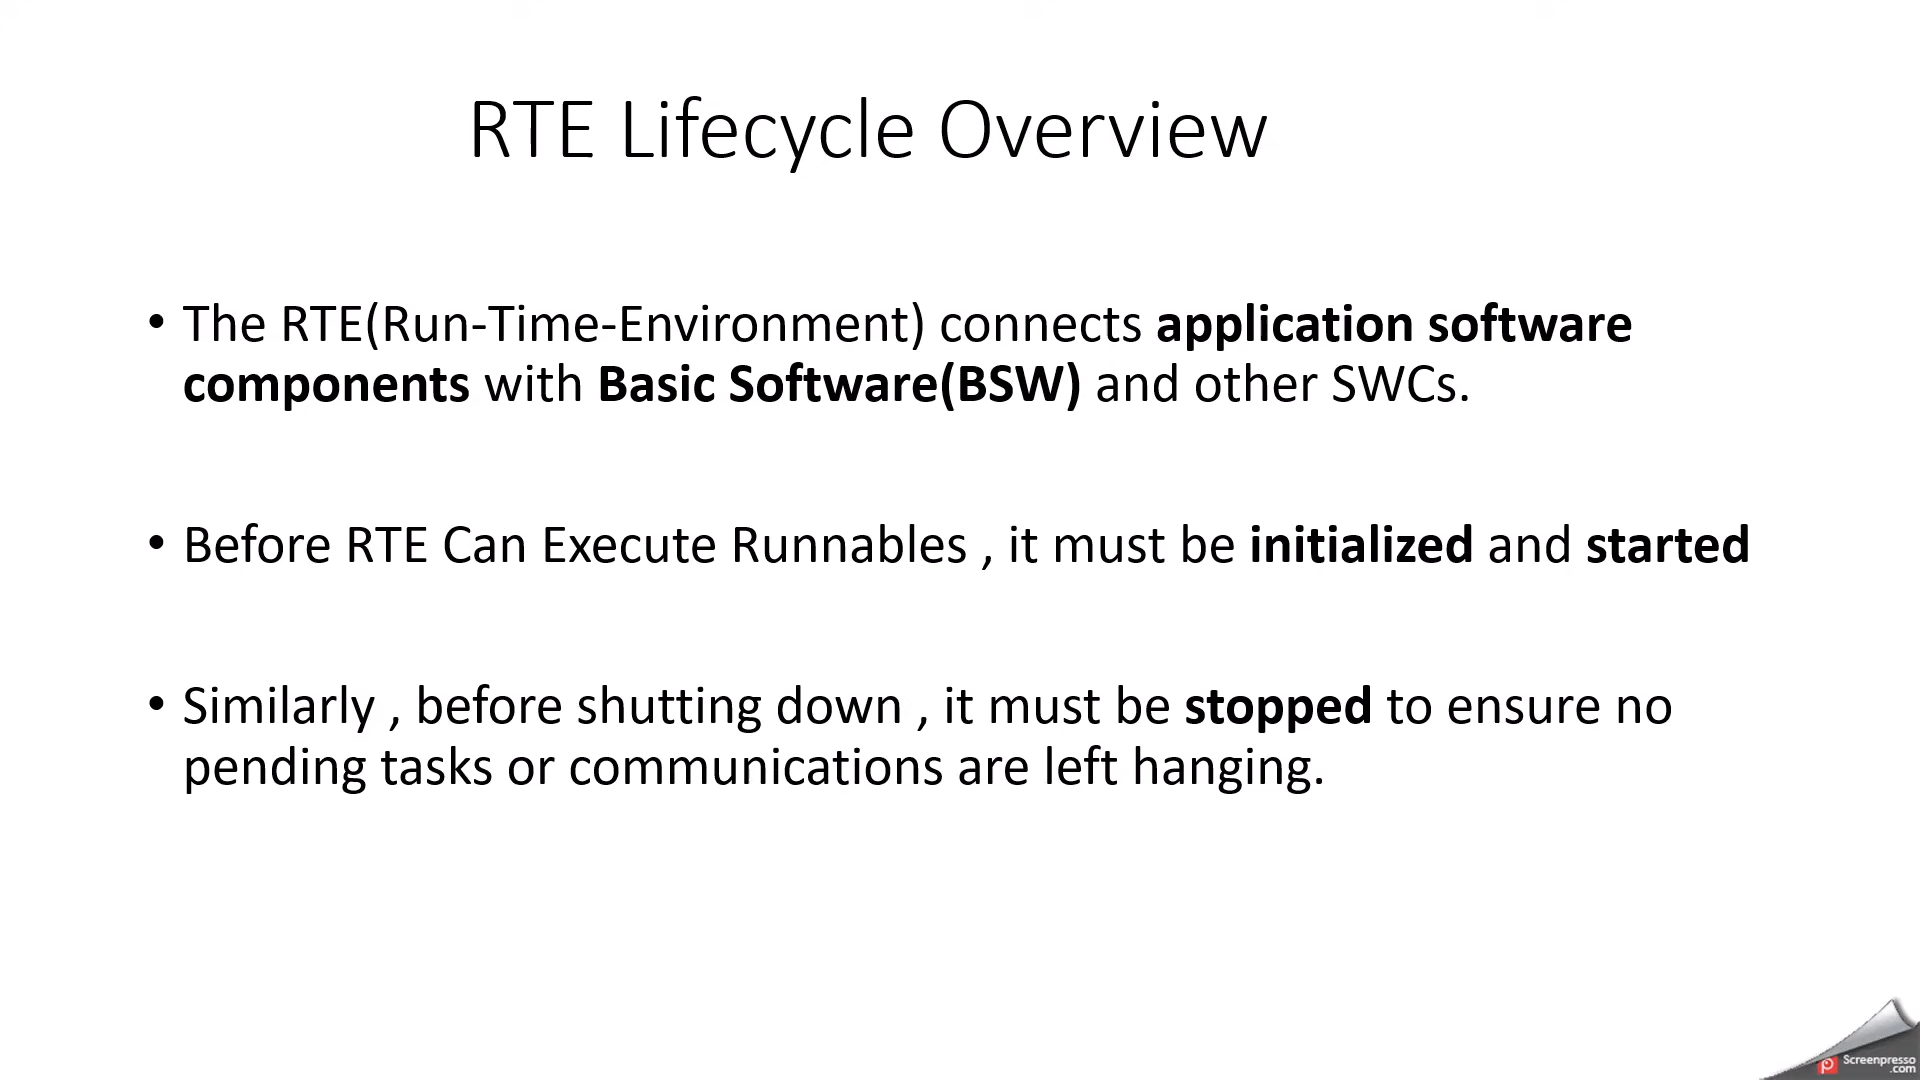 RTE Lifecycle Overview
• The RTE(Run-Time-Environment) connects application software
components with Basic Software(BSW) and other SWCs.
• Before RTE Can Execute Runnables , it must be initialized and started
• Similarly , before shutting down , it must be stopped to ensure no
pending tasks or communications are left hanging.
Screenpresso
.com